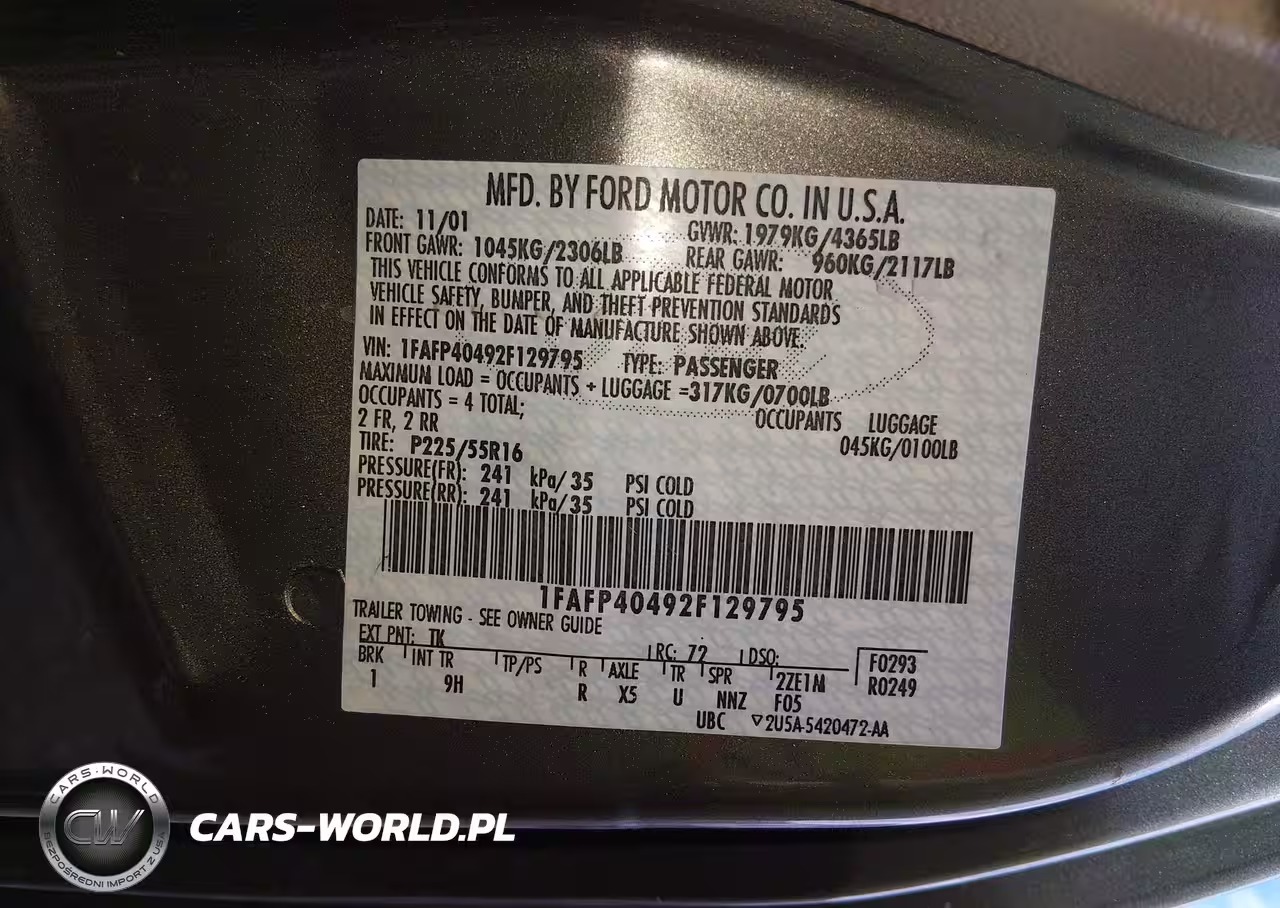 MFD. BY FORD MOTOR CO. IN U.S.A.
DATE: 11/01 GVWR: 1979KG/4365LB
FRONT GAWR: 1045KG/2306LB REAR GAWR: 960KG/2117LB
THIS VEHICLE CONFORMS TO ALL APPLICABLE FEDERAL MOTOR
VEHICLE SAFETY, BUMPER, AND THEFT PREVENTION STANDARDS
IN EFFECT ON THE DATE OF MANUFACTURE SHOWN ABOVE.
VIN: 1FAFP40492F129795 TYPE: PASSENGER
MAXIMUM LOAD = OCCUPANTS + LUGGAGE =317KG/0700LB
OCCUPANTS = 4 TOTAL; OCCUPANTS LUGGAGE
2 FR, 2 RR 045KG/0100LB
TIRE: P225/55R16
PRESSURE(FR): 241 kPa/35 PSI COLD
PRESSURE(RR): 241 kPa/35 PSI COLD
1FAFP40492F129795
TRAILER TOWING - SEE OWNER GUIDE
EXT PNT: TK RC: 72 DSO: F0293
BRK INT TR TP/PS R AXLE TR SPR 2ZE1M R0249
1 9H R X5 U NNZ F05
UBC ▽2U5A-5420472-AA
CARS-WORLD
CW
BEZPOŚREDNI IMPORT Z USA
CARS-WORLD.PL